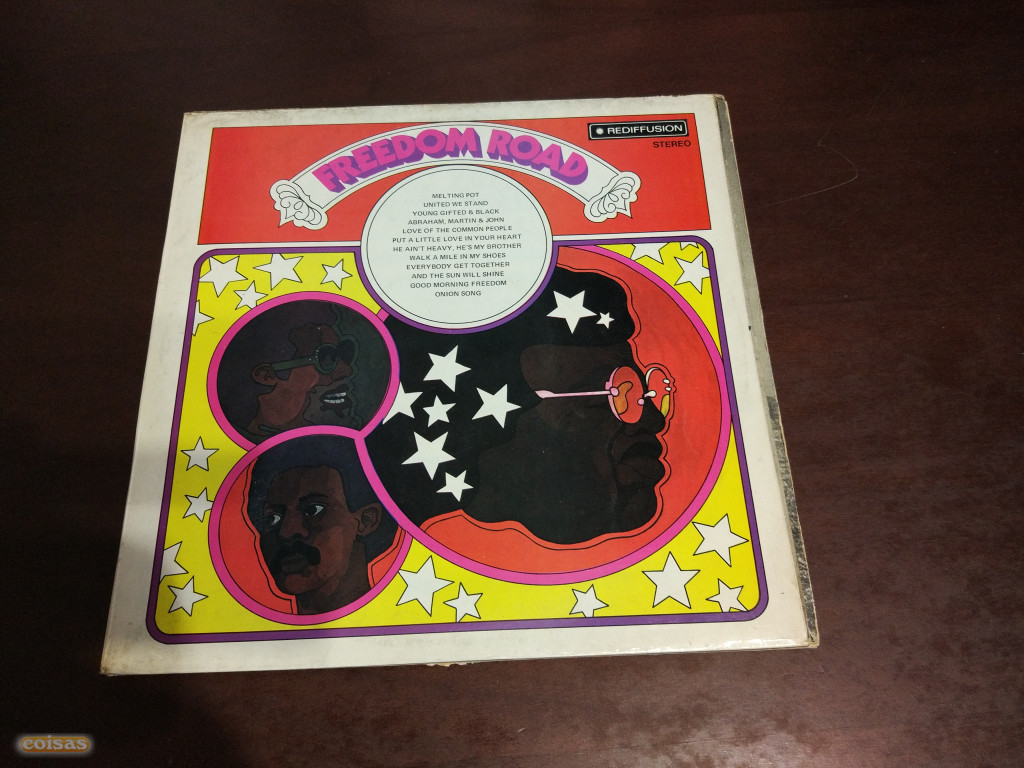 REDIFFUSION
STEREO
FREEDOM ROAD
MELTING POT
UNITED WE STAND
YOUNG GIFTED & BLACK
ABRAHAM, MARTIN & JOHN
LOVE OF THE COMMON PEOPLE
PUT A LITTLE LOVE IN YOUR HEART
HE AIN'T HEAVY, HE'S MY BROTHER
WALK A MILE IN MY SHOES
EVERYBODY GET TOGETHER
AND THE SUN WILL SHINE
GOOD MORNING FREEDOM
ONION SONG
coisas